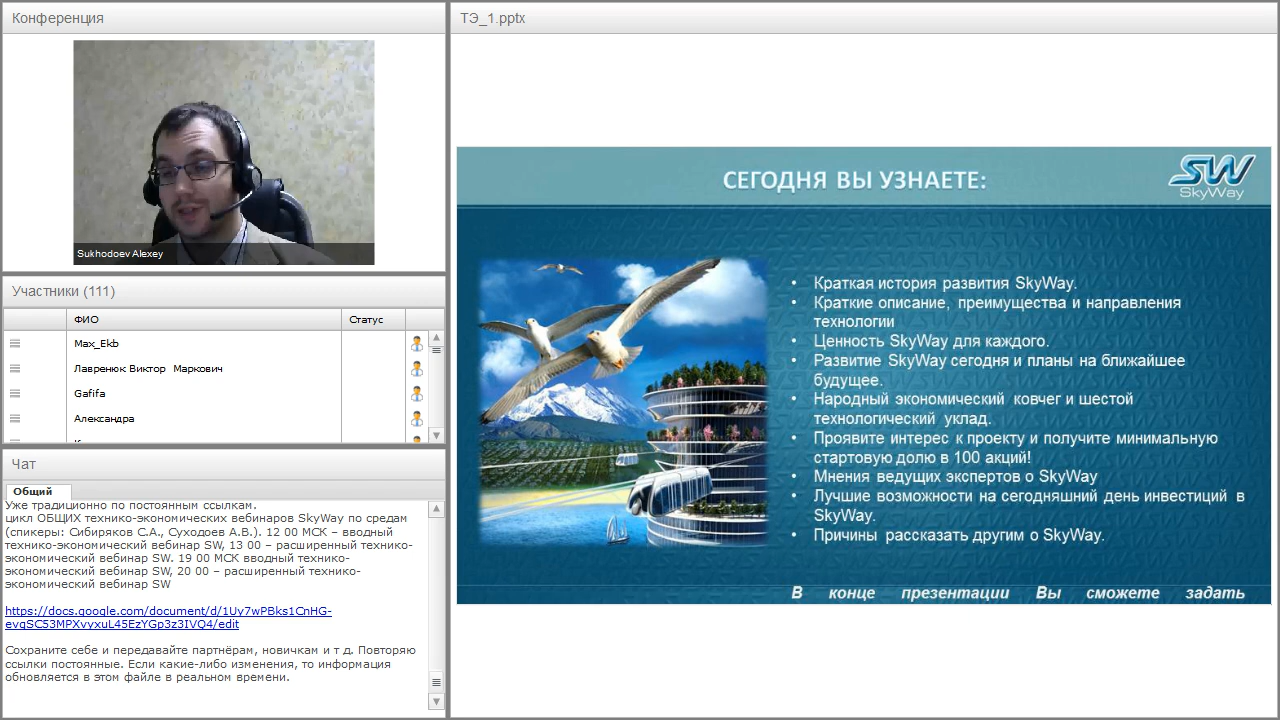 Конференция
Sukhodoev Alexey
Участники (111)
ФИО
Статус
Max_Ekb
Лавренюк Виктор Маркович
Gafifa
Александра
Чат
Общий
Уже традиционно по постоянным ссылкам.
цикл ОБЩИХ технико-экономических вебинаров SkyWay по средам
(спикеры: Сибиряков С.А., Суходоев А.В.). 12 00 МСК – вводный
технико-экономический вебинар SW, 13 00 – расширенный технико-
экономический вебинар SW. 19 00 МСК вводный технико-
экономический вебинар SW, 20 00 – расширенный технико-
экономический вебинар SW
https://docs.google.com/document/d/1Uy7wPBks1CnHG-
evqSC53MPXvyxuL45EzYGp3z3IVQ4/edit
Сохраните себе и передавайте партнёрам, новичкам и т д. Повторяю
ссылки постоянные. Если какие-либо изменения, то информация
обновляется в этом файле в реальном времени.
ТЭ_1.pptx
СЕГОДНЯ ВЫ УЗНАЕТЕ:
SW
SkyWay
• Краткая история развития SkyWay.
• Краткие описание, преимущества и направления
технологии
• Ценность SkyWay для каждого.
• Развитие SkyWay сегодня и планы на ближайшее
будущее.
• Народный экономический ковчег и шестой
технологический уклад.
• Проявите интерес к проекту и получите минимальную
стартовую долю в 100 акций!
• Мнения ведущих экспертов о SkyWay
• Лучшие возможности на сегодняшний день инвестиций в
SkyWay.
• Причины рассказать другим о SkyWay.
В конце презентации Вы сможете задать